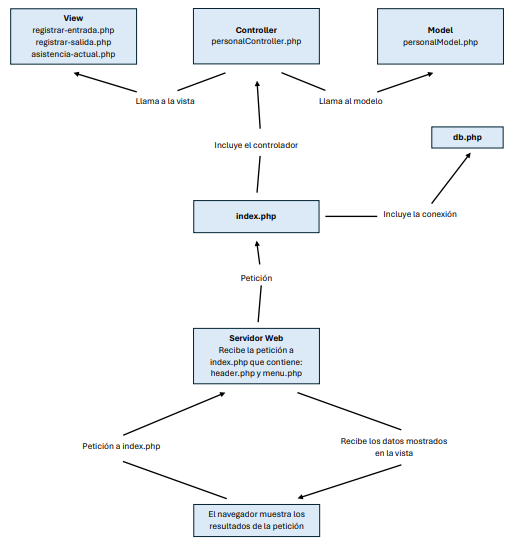 View
registrar-entrada.php
registrar-salida.php
asistencia-actual.php
Controller
personalController.php
Model
personalModel.php
Llama a la vista
Llama al modelo
Incluye el controlador
db.php
index.php
Incluye la conexión
Petición
Servidor Web
Recibe la petición a
index.php que contiene:
header.php y menu.php
Petición a index.php
Recibe los datos mostrados
en la vista
El navegador muestra los
resultados de la petición